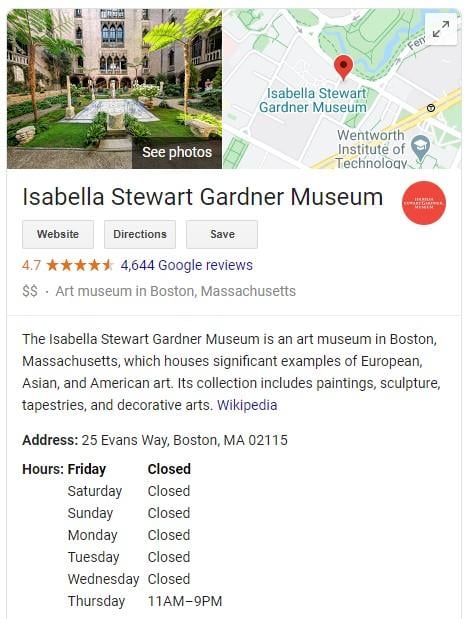 See photos
Fen
Isabella Stewart
Gardner Museum
Wentworth
Institute of
Technology
Isabella Stewart Gardner Museum
ISABELLA
STEWART GARDNER
MUSEUM
Website Directions Save
4.7 4,644 Google reviews
$$ · Art museum in Boston, Massachusetts
The Isabella Stewart Gardner Museum is an art museum in Boston,
Massachusetts, which houses significant examples of European,
Asian, and American art. Its collection includes paintings, sculpture,
tapestries, and decorative arts. Wikipedia
Address: 25 Evans Way, Boston, MA 02115
Hours: Friday Closed
Saturday Closed
Sunday Closed
Monday Closed
Tuesday Closed
Wednesday Closed
Thursday 11AM–9PM